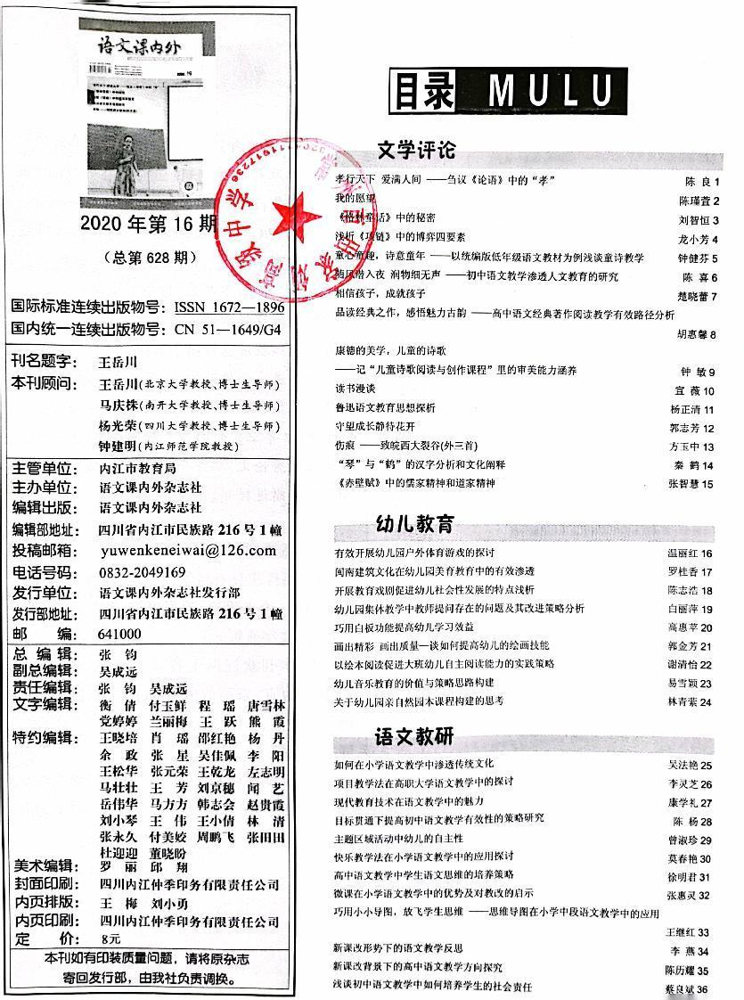 语文课内外
2020 年第 16 期
（总第 628 期）
国际标准连续出版物号： ISSN 1672—1896
国内统一连续出版物号： CN 51—1649/G4
刊名题字： 王岳川
本刊顾问： 王岳川(北京大学教授、博士生导师)
马庆株(南开大学教授、博士生导师)
杨光荣(四川大学教授、博士生导师)
钟建明(内江师范学院教授)
主管单位： 内江市教育局
主办单位： 语文课内外杂志社
编辑出版： 语文课内外杂志社
编辑部地址： 四川省内江市民族路 216 号 1 幢
投稿邮箱： yuwenkeneiwai@126.com
电话号码： 0832-2049169
发行单位： 语文课内外杂志社发行部
发行部地址： 四川省内江市民族路 216 号 1 幢
邮 编： 641000
总 编 辑： 张 钧
副总编辑： 吴成远
责任编辑： 张 钧 吴成远
文字编辑： 衡 倩 付玉鲜 程 瑶 唐雪林
党婷婷 兰丽梅 王 跃 熊 霞
特约编辑： 王晓培 肖 瑶 邵红艳 杨 丹
余 政 张 星 吴佳佩 李 阳
王松华 张元荣 王乾龙 左志明
马壮壮 王 芳 刘京穗 闻 艺
岳伟华 马方方 韩志会 赵贵霞
刘小琴 王 伟 王小倩 林 清
张永久 付美姣 周鹏飞 张田田
杜迎迎 董晓盼
美术编辑： 罗 丽 邱 翔
封面印刷： 四川内江仲季印务有限责任公司
内页排版： 王 梅 刘小勇
内页印刷： 四川内江仲季印务有限责任公司
定 价： 8元
本刊如有印装质量问题，请将原杂志
寄回发行部，由我社负责调换。
目录 MULU
文学评论
孝行天下 爱满人间 ——刍议《论语》中的“孝” 陈 良 1
我的愿望 陈瑾萱 2
《格林童话》中的秘密 刘智恒 3
浅析《项链》中的博弈四要素 龙小芳 4
童心童趣，诗意童年 ——以统编版低年级语文教材为例浅谈童诗教学 钟健芬 5
随风潜入夜 润物细无声 ——初中语文教学渗透人文教育的研究 陈 喜 6
相信孩子，成就孩子 楚晓蕾 7
品读经典之作，感悟魅力古韵 ——高中语文经典著作阅读教学有效路径分析
胡惠馨 8
康德的美学，儿童的诗歌
——记“儿童诗歌阅读与创作课程”里的审美能力涵养 钟 敏 9
读书漫谈 宜 薇 10
鲁迅语文教育思想探析 杨正清 11
守望成长静待花开 郭志芳 12
伤痕 ——致皖西大裂谷(外三首) 方玉中 13
“琴”与“鹤”的汉字分析和文化阐释 秦 鹤 14
《赤壁赋》中的儒家精神和道家精神 张智慧 15
幼儿教育
有效开展幼儿园户外体育游戏的探讨 温丽红 16
闽南建筑文化在幼儿园美育教育中的有效渗透 罗桂香 17
开展教育戏剧促进幼儿社会性发展的特点浅析 陈志浩 18
幼儿园集体教学中教师提问存在的问题及其改进策略分析 白丽萍 19
巧用白板功能提高幼儿学习效益 高惠苹 20
画出精彩 画出质量—谈如何提高幼儿的绘画技能 郭金芳 21
以绘本阅读促进大班幼儿自主阅读能力的实践策略 谢清怡 22
幼儿音乐教育的价值与策略思路构建 易雪颖 23
关于幼儿园亲自然园本课程构建的思考 林青萦 24
语文教研
如何在小学语文教学中渗透传统文化 吴法艳 25
项目教学法在高职大学语文教学中的探讨 李灵芝 26
现代教育技术在语文教学中的魅力 康学礼 27
目标贯通下提高初中语文教学有效性的策略研究 陈 杨 28
主题区域活动中幼儿的自主性 曾淑珍 29
快乐教学法在小学语文教学中的应用探讨 莫春艳 30
高中语文教学中学生语文思维的培养策略 徐明君 31
微课在小学语文教学中的优势及对教改的启示 张惠灵 32
巧用小小导图，放飞学生思维 ——思维导图在小学中段语文教学中的应用
王继红 33
新课改形势下的语文教学反思 李 燕 34
新课改背景下的高中语文教学方向探究 陈历耀 35
浅谈初中语文教学中如何培养学生的社会责任 蔡良斌 36